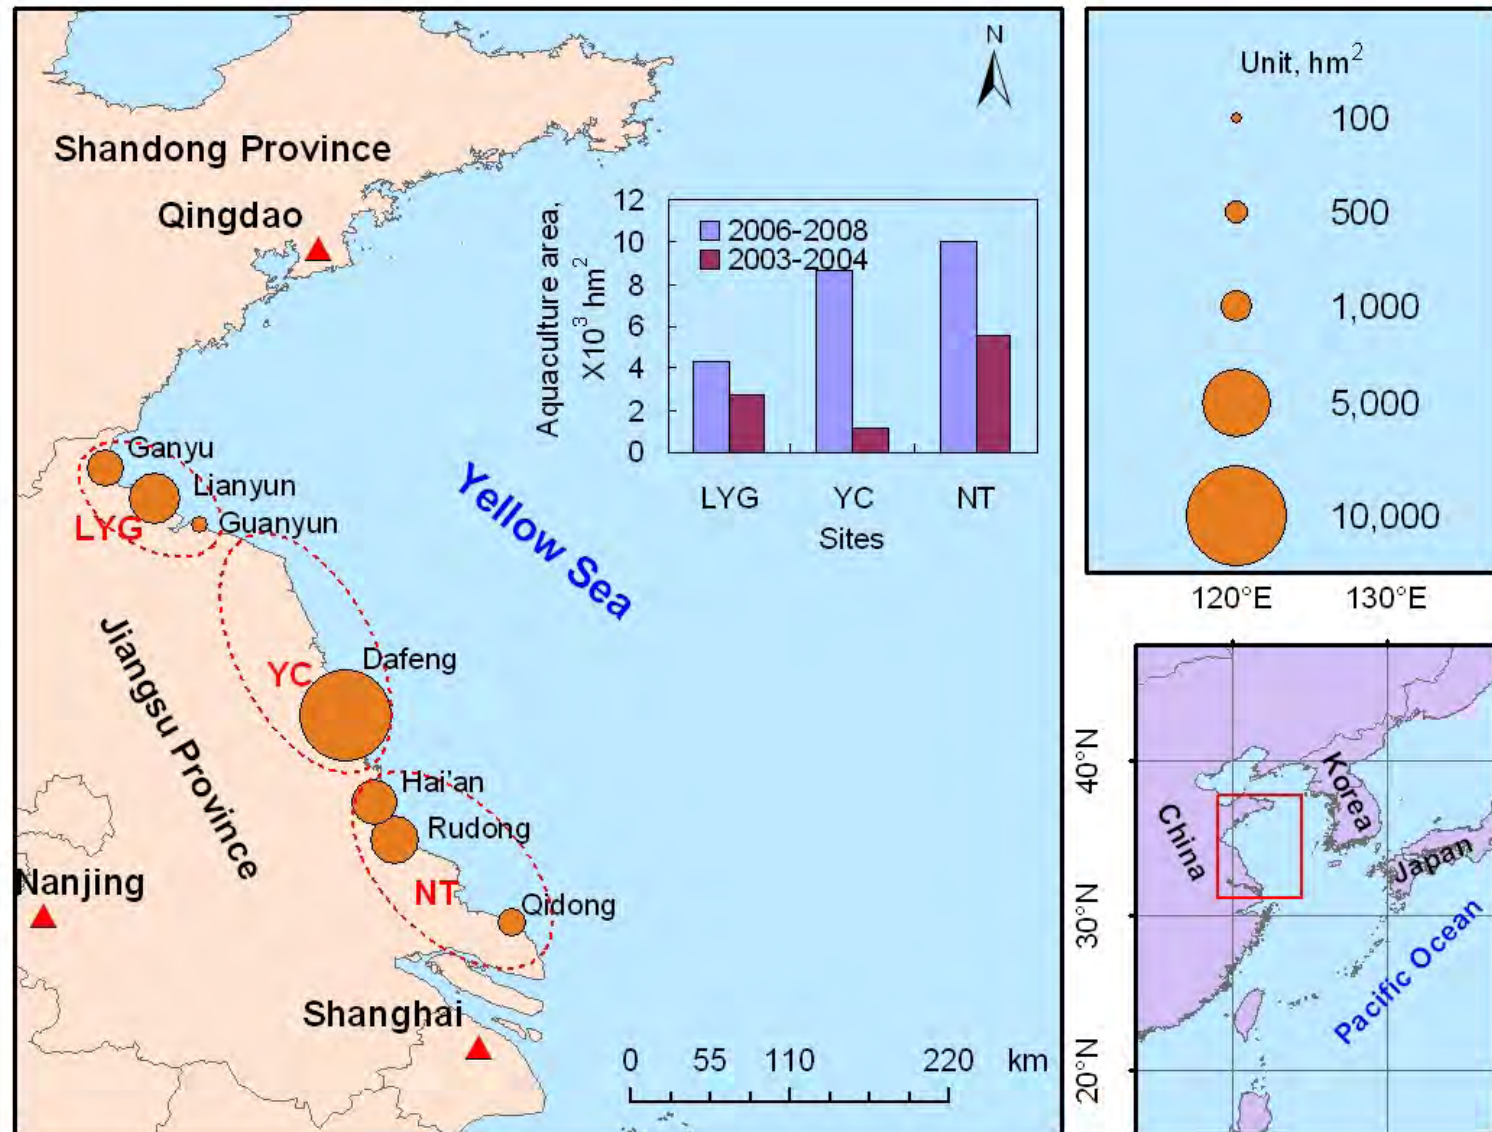 N
Shandong Province
Qingdao
Aquaculture area,
X10³ hm²
12
10
8
6
4
2
0
2006-2008
2003-2004
LYG
YC
NT
Sites
Ganyu
Lianyun
Guanyun
LYG
Yellow Sea
Jiangsu Province
Dafeng
YC
Hai'an
Rudong
NT
Qidong
Nanjing
Shanghai
0 55 110 220 km
Unit, hm²
100
500
1,000
5,000
10,000
120°E 130°E
40°N
30°N
20°N
China
Korea
Japan
Pacific Ocean